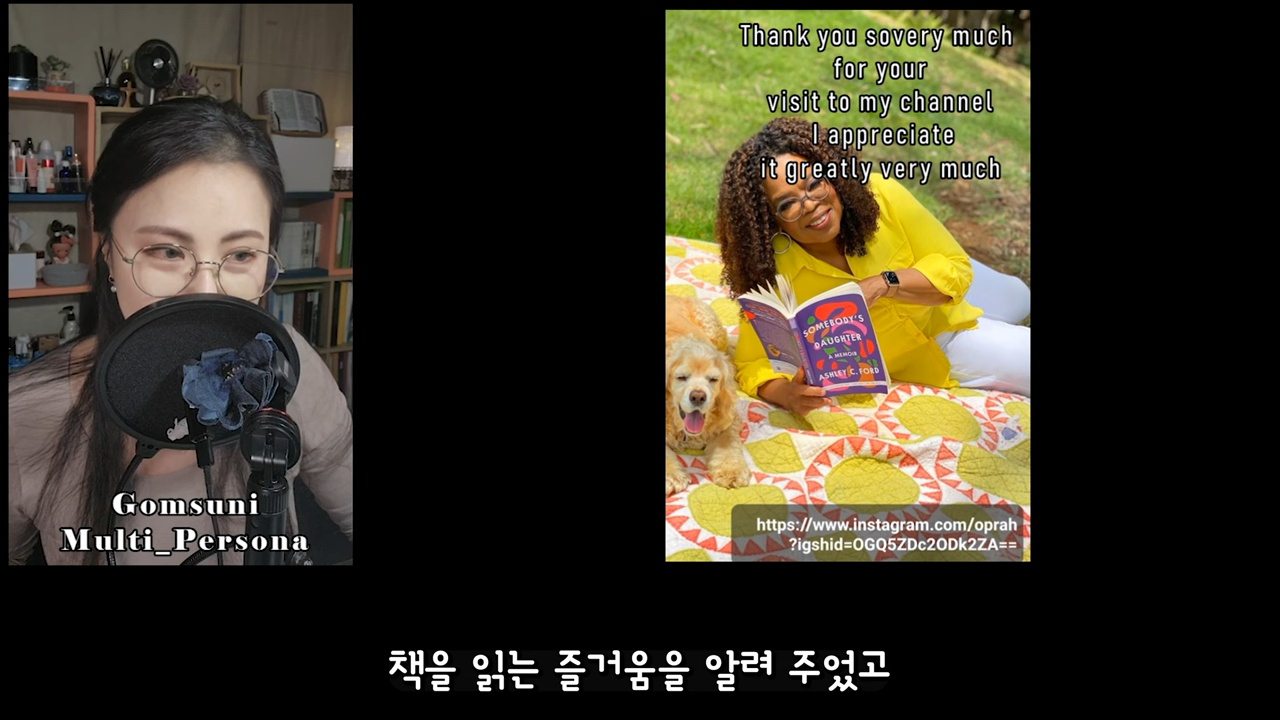 Thank you sovery much
for your
visit to my channel
I appreciate
it greatly very much
SOMEBODY'S
DAUGHTER
A MEMOIR
ASHLEY C. FORD
https://www.instagram.com/oprah
?igshid=OGQ5ZDc2ODk2ZA==
Gomsuni
Multi_Persona
책을 읽는 즐거움을 알려 주었고